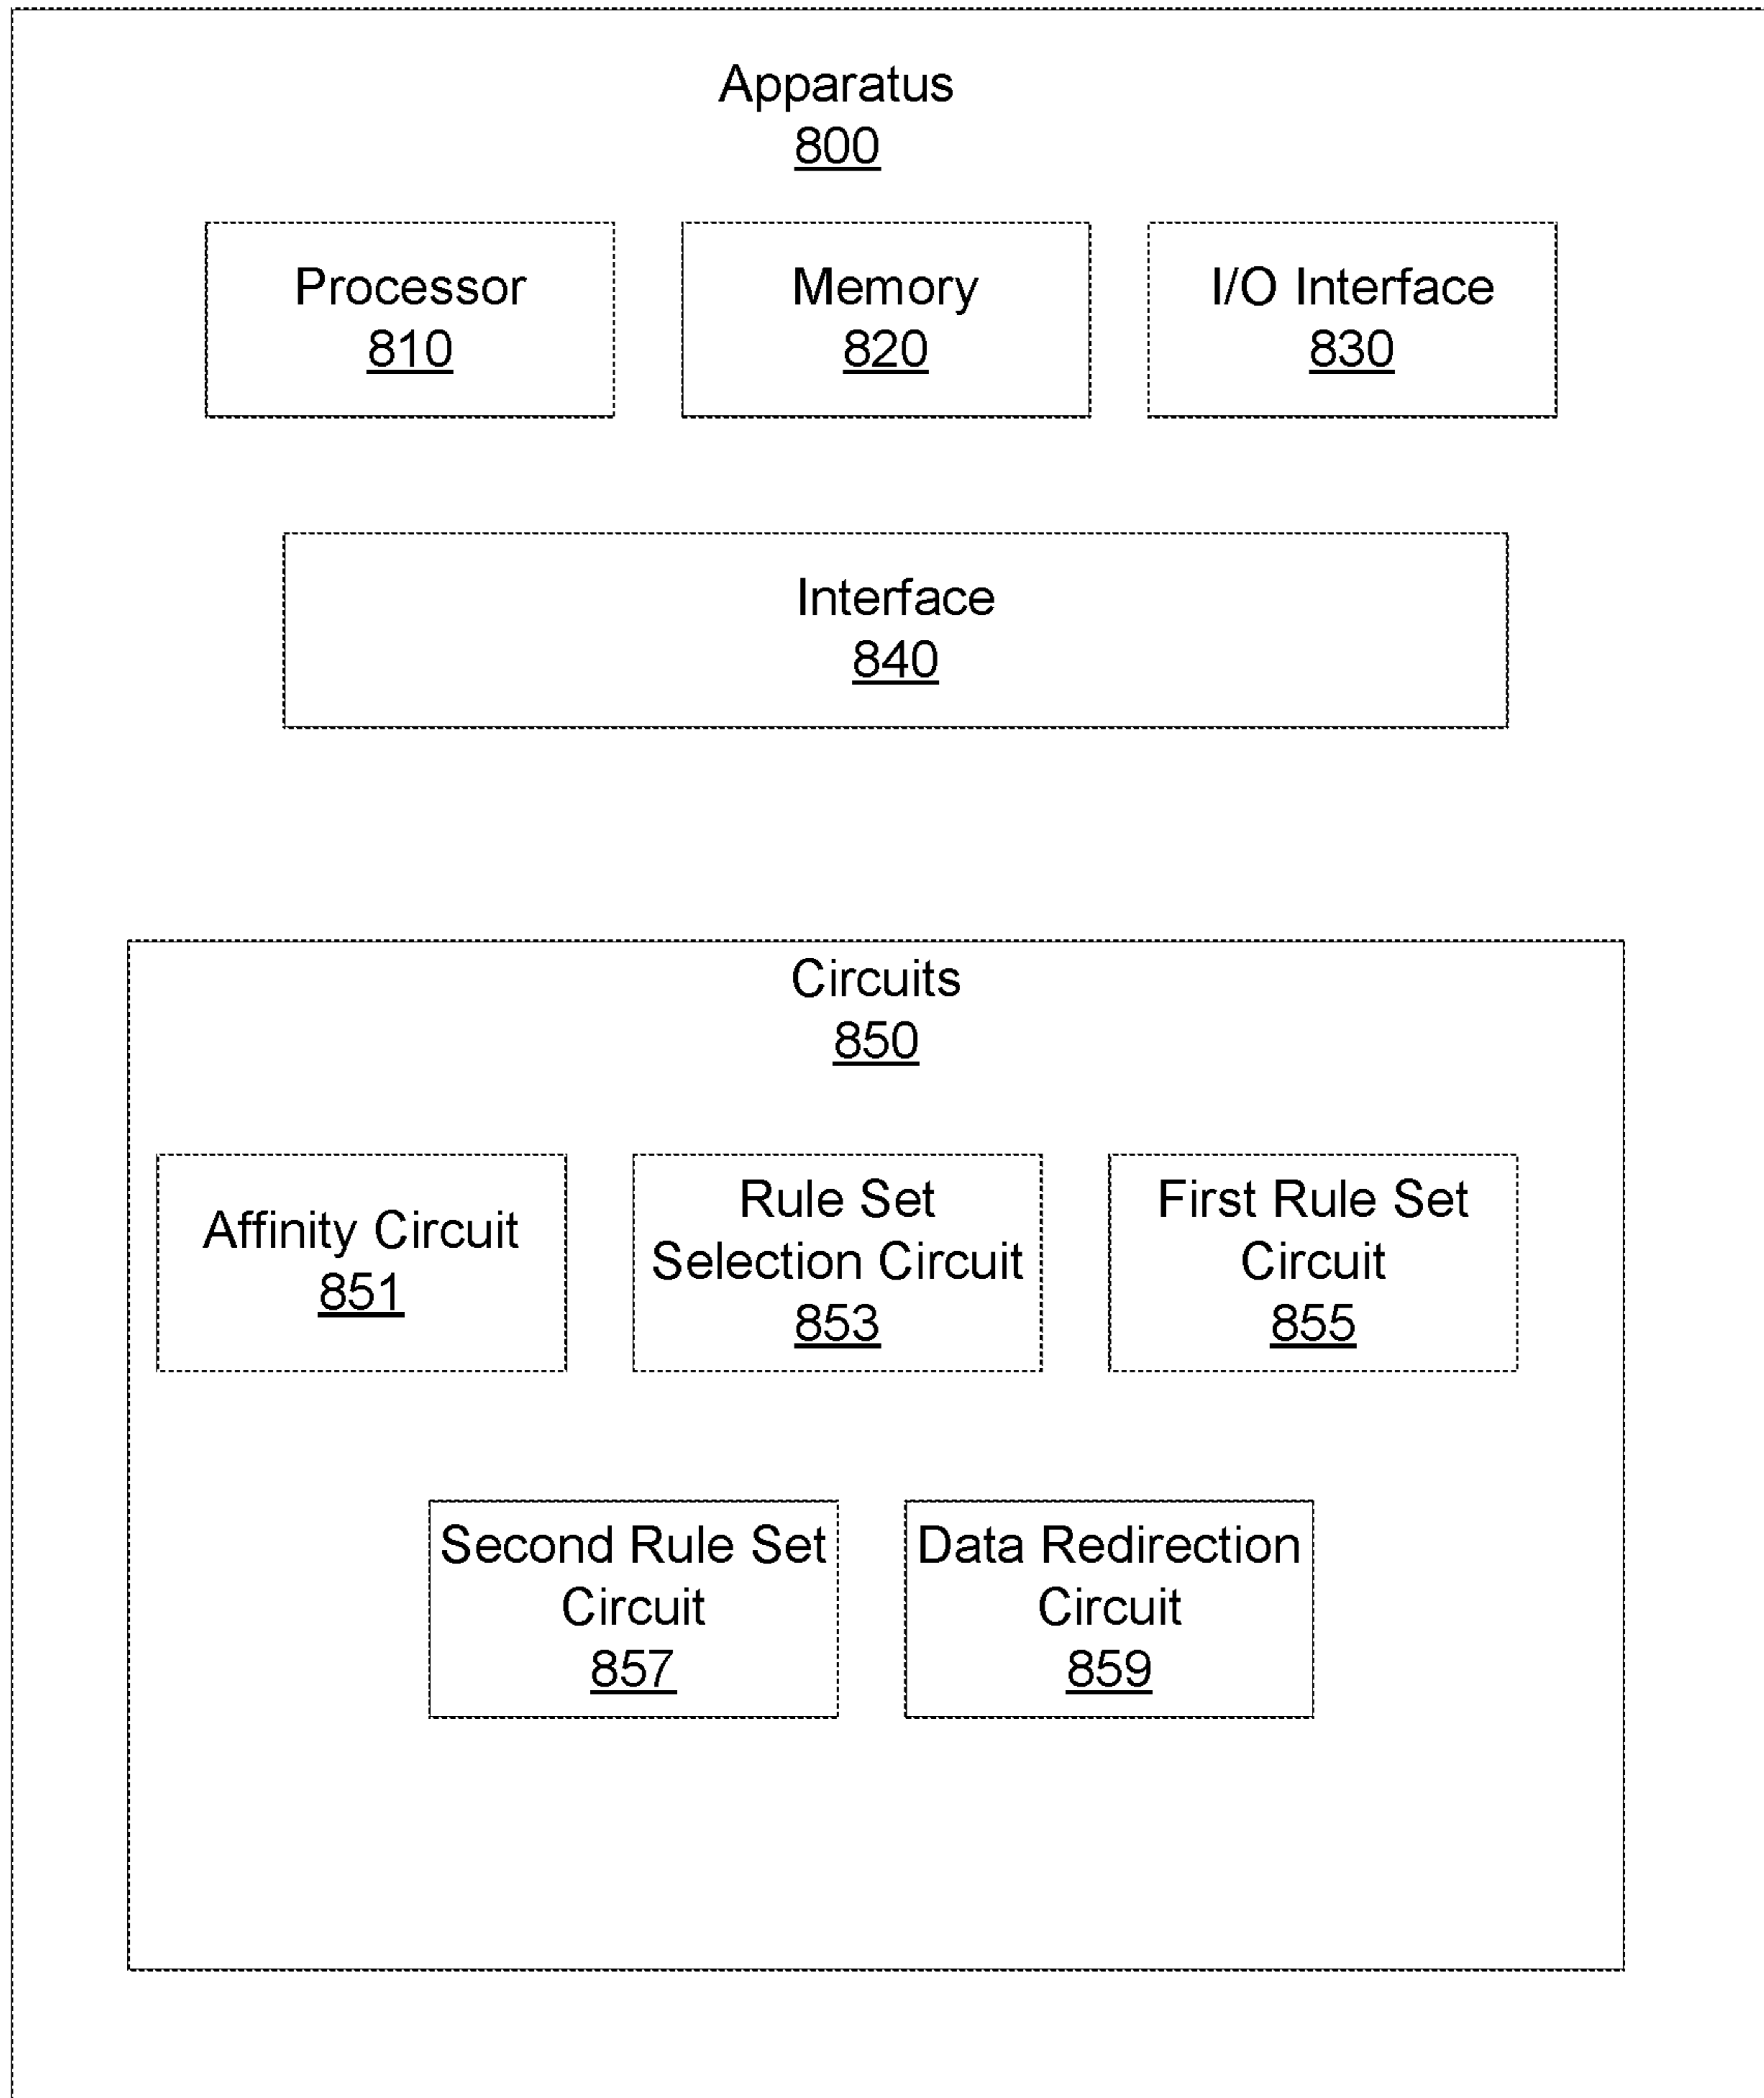 Apparatus
800
Processor
810
Memory
820
I/O Interface
830
Interface
840
Circuits
850
Affinity Circuit
851
Rule Set
Selection Circuit
853
First Rule Set
Circuit
855
Second Rule Set
Circuit
857
Data Redirection
Circuit
859